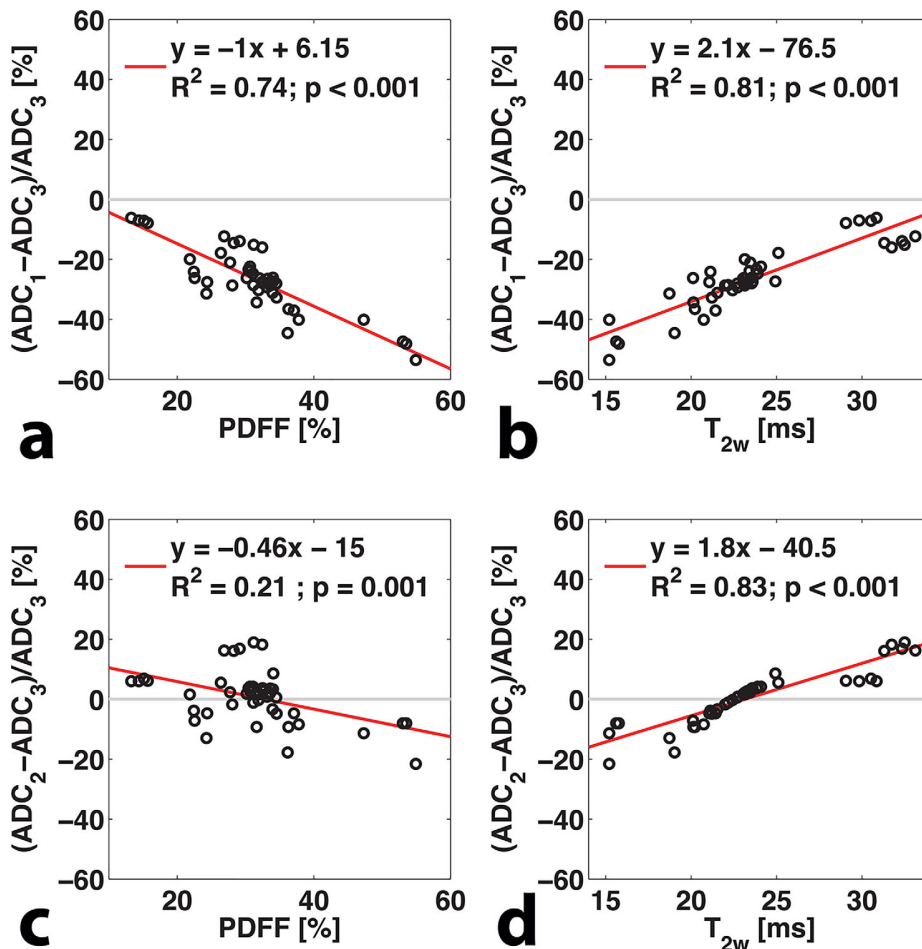 60
40
20
0
−20
−40
−60
(ADC1−ADC3)/ADC3 [%]
y = −1x + 6.15
R2 = 0.74; p < 0.001
20 40 60
PDFF [%]
a
60
40
20
0
−20
−40
−60
(ADC1−ADC3)/ADC3 [%]
y = 2.1x − 76.5
R2 = 0.81; p < 0.001
15 20 25 30
T2w [ms]
b
60
40
20
0
−20
−40
−60
(ADC2−ADC3)/ADC3 [%]
y = −0.46x − 15
R2 = 0.21 ; p = 0.001
20 40 60
PDFF [%]
c
60
40
20
0
−20
−40
−60
(ADC2−ADC3)/ADC3 [%]
y = 1.8x − 40.5
R2 = 0.83; p < 0.001
15 20 25 30
T2w [ms]
d